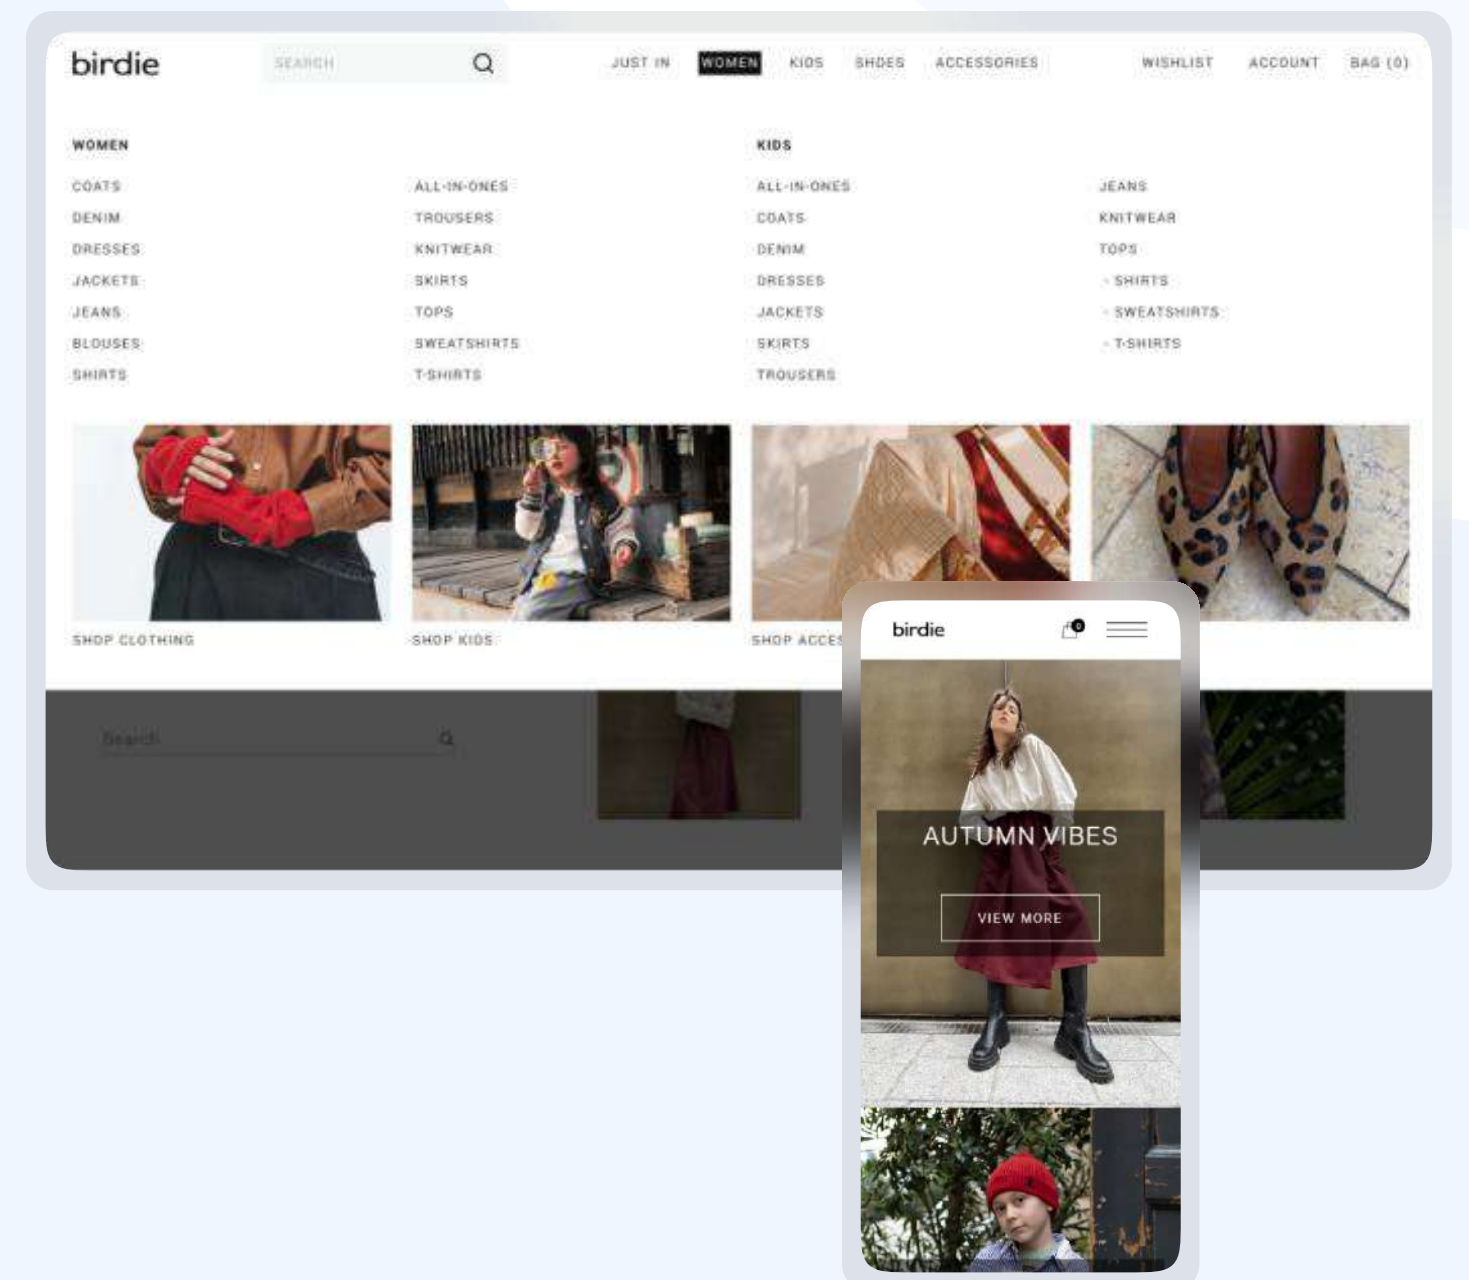 birdie SEARCH JUST IN WOMEN KIDS SHOES ACCESSORIES WISHLIST ACCOUNT BAG (0)
WOMEN
COATS
DENIM
DRESSES
JACKETS
JEANS
BLOUSES
SHIRTS
ALL-IN-ONES
TROUSERS
KNITWEAR
SKIRTS
TOPS
SWEATSHIRTS
T-SHIRTS
KIDS
ALL-IN-ONES
COATS
DENIM
DRESSES
JACKETS
SKIRTS
TROUSERS
JEANS
KNITWEAR
TOPS
- SHIRTS
- SWEATSHIRTS
- T-SHIRTS
SHOP CLOTHING
SHOP KIDS
SHOP ACCES
Search
birdie 0
AUTUMN VIBES
VIEW MORE